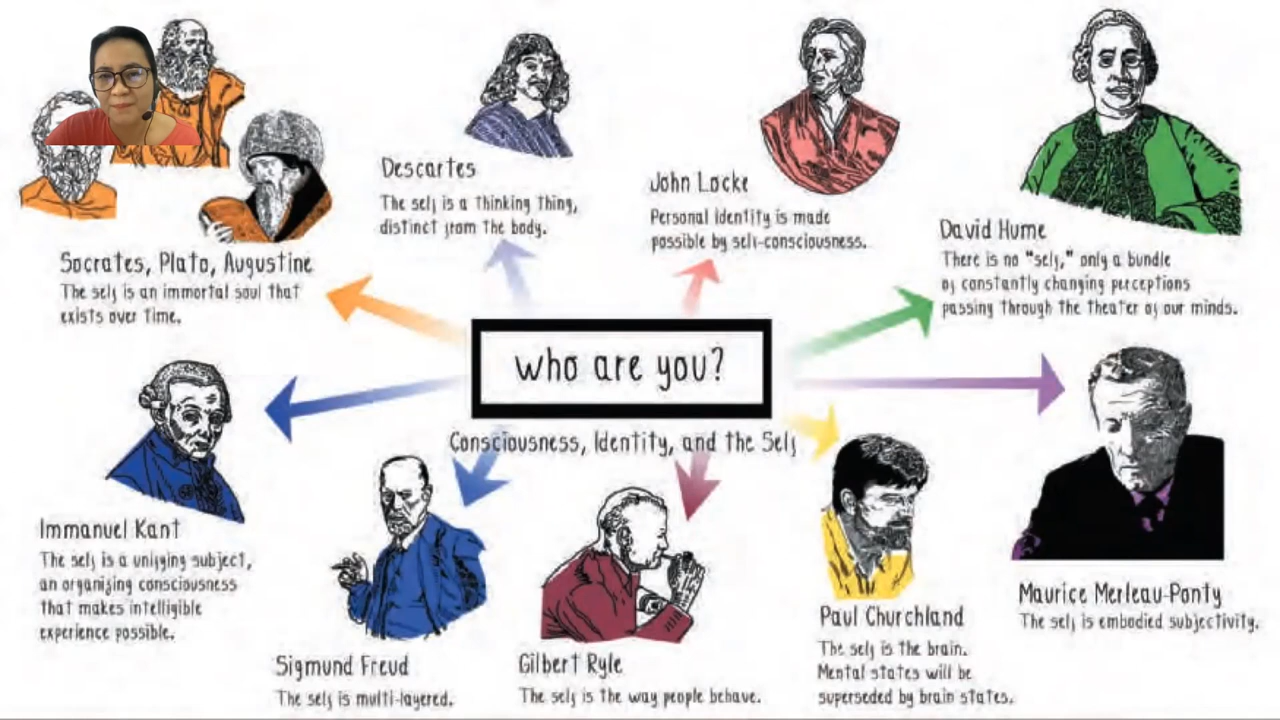 Socrates, Plato, Augustine
The self is an immortal soul that
exists over time.
Descartes
The self is a thinking thing,
distinct from the body.
John Locke
Personal identity is made
possible by self-consciousness.
David Hume
There is no "self," only a bundle
of constantly changing perceptions
passing through the theater of our minds.
who are you?
Consciousness, Identity, and the Self
Immanuel Kant
The self is a unifying subject,
an organizing consciousness
that makes intelligible
experience possible.
Sigmund Freud
The self is multi-layered.
Gilbert Ryle
The self is the way people behave.
Paul Churchland
The self is the brain.
Mental states will be
superseded by brain states.
Maurice Merleau-Ponty
The self is embodied subjectivity.